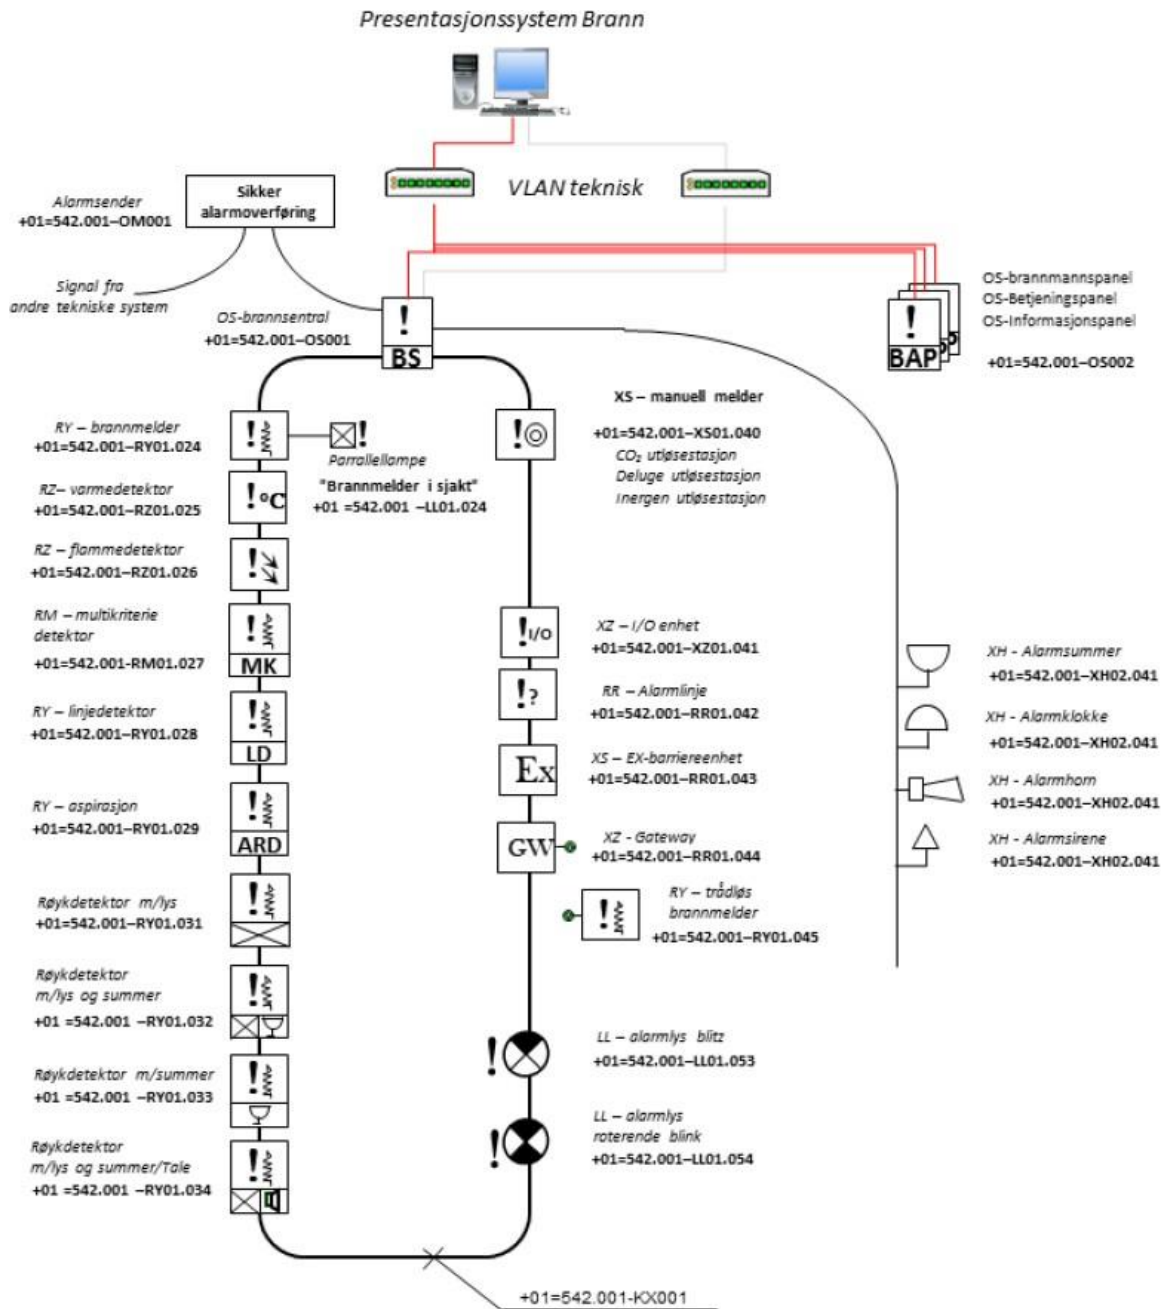 Presentasjonssystem Brann
VLAN teknisk
Sikker
alarmoverføring
Alarmsender
+01=542.001–OM001
Signal fra
andre tekniske system
OS-brannsentral
+01=542.001–OS001
!
BS
OS-brannmannspanel
OS-Betjeningspanel
OS-Informasjonspanel
+01=542.001–OS002
!
BAP
P
P
RY – brannmelder
+01=542.001–RY01.024
!
!
Parrallellampe
"Brannmelder i sjakt"
+01 =542.001 –LL01.024
RZ– varmedetektor
+01=542.001–RZ01.025
!°C
RZ – flammedetektor
+01=542.001–RZ01.026
!
RM – multikriterie
detektor
+01=542.001-RM01.027
!
MK
RY – linjedetektor
+01=542.001–RY01.028
!
LD
RY – aspirasjon
+01=542.001–RY01.029
!
ARD
Røykdetektor m/lys
+01=542.001–RY01.031
!
Røykdetektor
m/lys og summer
+01 =542.001 –RY01.032
!
Røykdetektor m/summer
+01 =542.001 –RY01.033
!
Røykdetektor
m/lys og summer/Tale
+01 =542.001 –RY01.034
!
XS – manuell melder
+01=542.001–XS01.040
CO₂ utløsestasjon
Deluge utløsestasjon
Inergen utløsestasjon
!
XZ – I/O enhet
+01=542.001–XZ01.041
!I/O
RR – Alarmlinje
+01=542.001–RR01.042
!?
XS – EX-barriereenhet
+01=542.001–RR01.043
Ex
XZ - Gateway
+01=542.001–RR01.044
GW
RY – trådløs
brannmelder
+01=542.001–RY01.045
!
LL – alarmlys blitz
+01=542.001–LL01.053
!
LL – alarmlys
roterende blink
+01=542.001–LL01.054
!
XH - Alarmsummer
+01=542.001–XH02.041
XH - Alarmklokke
+01=542.001–XH02.041
XH - Alarmhorn
+01=542.001–XH02.041
XH - Alarmsirene
+01=542.001–XH02.041
+01=542.001-KX001